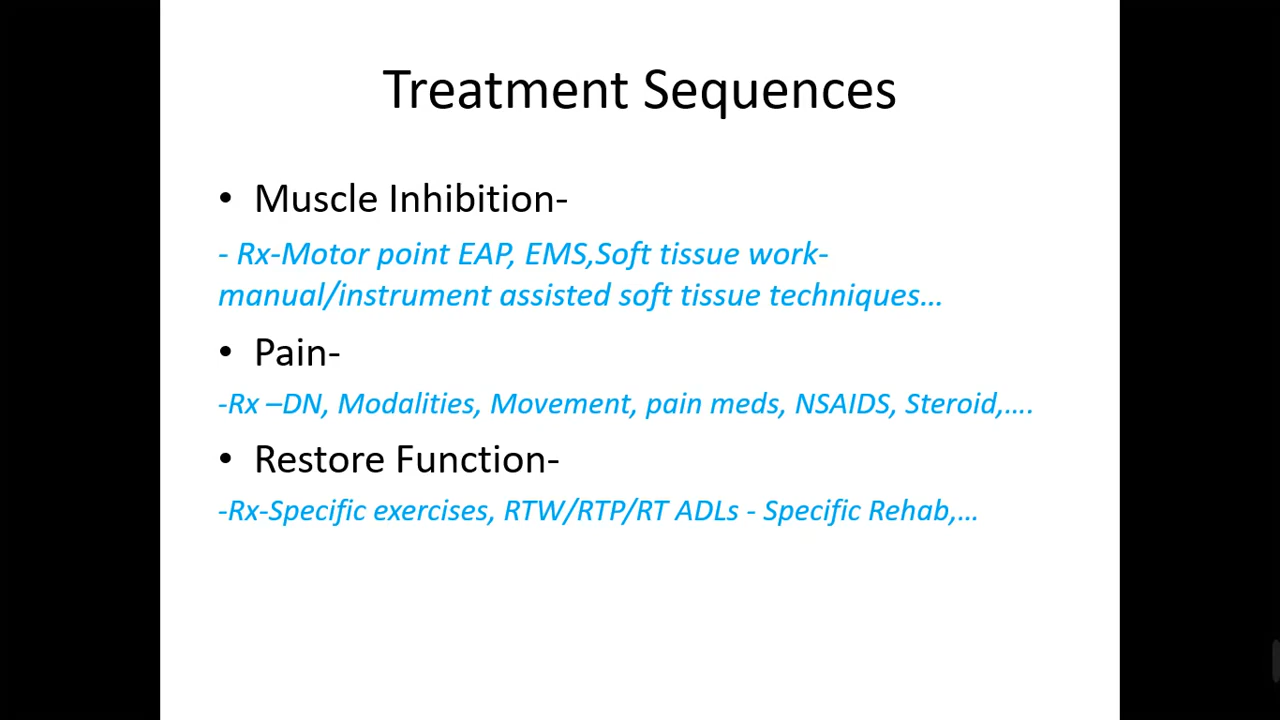 Treatment Sequences
• Muscle Inhibition-
- Rx-Motor point EAP, EMS,Soft tissue work-
manual/instrument assisted soft tissue techniques…
• Pain-
-Rx –DN, Modalities, Movement, pain meds, NSAIDS, Steroid,….
• Restore Function-
-Rx-Specific exercises, RTW/RTP/RT ADLs - Specific Rehab,…